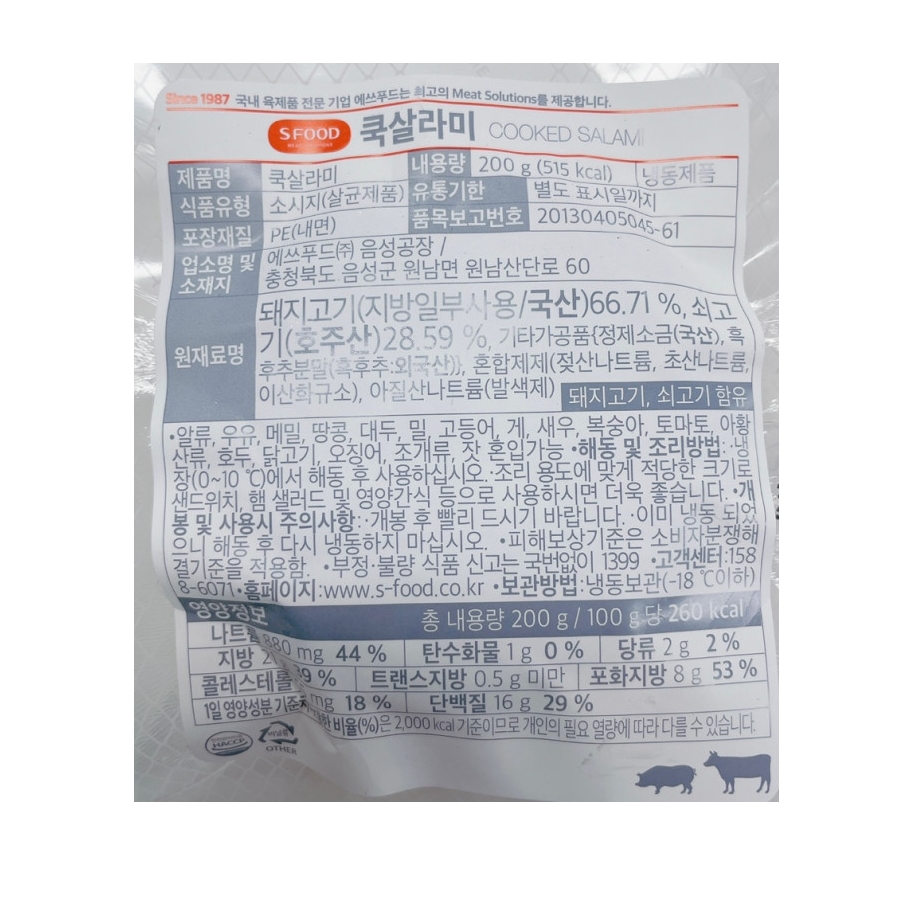 Since 1987 국내 육제품 전문 기업 에쓰푸드는 최고의 Meat Solutions를 제공합니다.
S FOOD 쿡살라미 COOKED SALAMI
제품명 쿡살라미 내용량 200 g (515 kcal) 냉동제품
식품유형 소시지(살균제품) 유통기한 별도 표시일까지
포장재질 PE(내면) 품목보고번호 20130405045-61
업소명 및 소재지 에쓰푸드㈜ 음성공장 /
충청북도 음성군 원남면 원남산단로 60
원재료명 돼지고기(지방일부사용/국산)66.71 %, 쇠고
기(호주산)28.59 %, 기타가공품{정제소금(국산), 흑
후추분말(흑후추:외국산)}, 혼합제제(젖산나트륨, 초산나트륨,
이산화규소), 아질산나트륨(발색제) 돼지고기, 쇠고기 함유
•알류, 우유, 메밀, 땅콩, 대두, 밀, 고등어, 게, 새우, 복숭아, 토마토, 아황
산류, 호두, 닭고기, 오징어, 조개류, 잣 혼입가능 •해동 및 조리방법: ·냉
장(0~10 ℃)에서 해동 후 사용하십시오. ·조리 용도에 맞게 적당한 크기로
샌드위치, 햄 샐러드 및 영양간식 등으로 사용하시면 더욱 좋습니다. •개
봉 및 사용시 주의사항: ·개봉 후 빨리 드시기 바랍니다. ·이미 냉동 되었
으니 해동 후 다시 냉동하지 마십시오. •피해보상기준은 소비자분쟁해
결기준을 적용함. •부정·불량 식품 신고는 국번없이 1399 •고객센터:158
8-6071 •홈페이지:www.s-food.co.kr •보관방법:냉동보관(-18 ℃이하)
영양정보 총 내용량 200 g / 100 g 당 260 kcal
나트륨 880 mg 44 % 탄수화물 1 g 0 % 당류 2 g 2 %
지방 39 % 트랜스지방 0.5 g 미만 포화지방 8 g 53 %
콜레스테롤 mg 18 % 단백질 16 g 29 %
1일 영양성분 기준치에 대한 비율(%)은 2,000 kcal 기준이므로 개인의 필요 열량에 따라 다를 수 있습니다.
HACCP 비닐류
OTHER